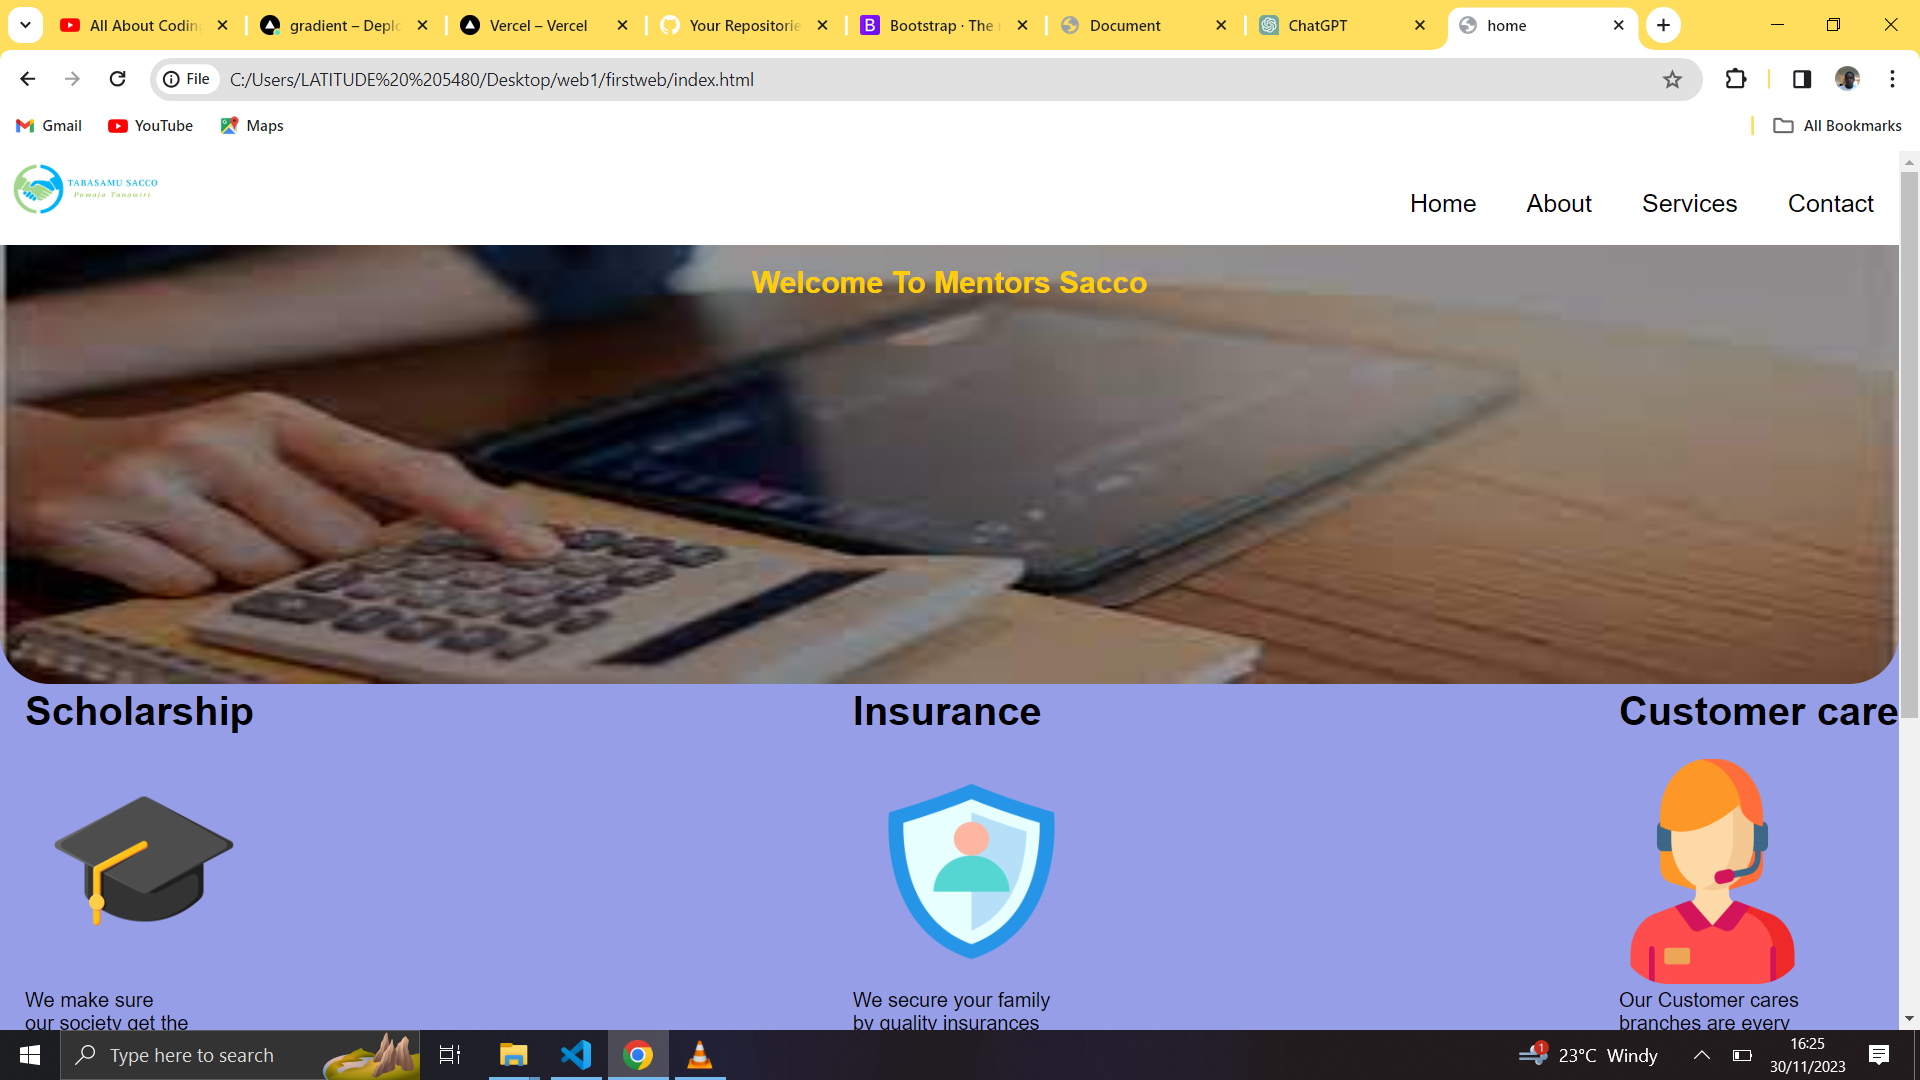 All About Coding
gradient – Deplo
Vercel – Vercel
Your Repositorie
Bootstrap · The
Document
ChatGPT
home
File
C:/Users/LATITUDE%20%205480/Desktop/web1/firstweb/index.html
Gmail
YouTube
Maps
All Bookmarks
TABASAMU SACCO
Pamoja Tunawiri
Home
About
Services
Contact
Welcome To Mentors Sacco
Scholarship
Insurance
Customer care
We make sure
our society get the
We secure your family
by quality insurances
Our Customer cares
branches are every
Type here to search
1
23°C Windy
16:25
30/11/2023